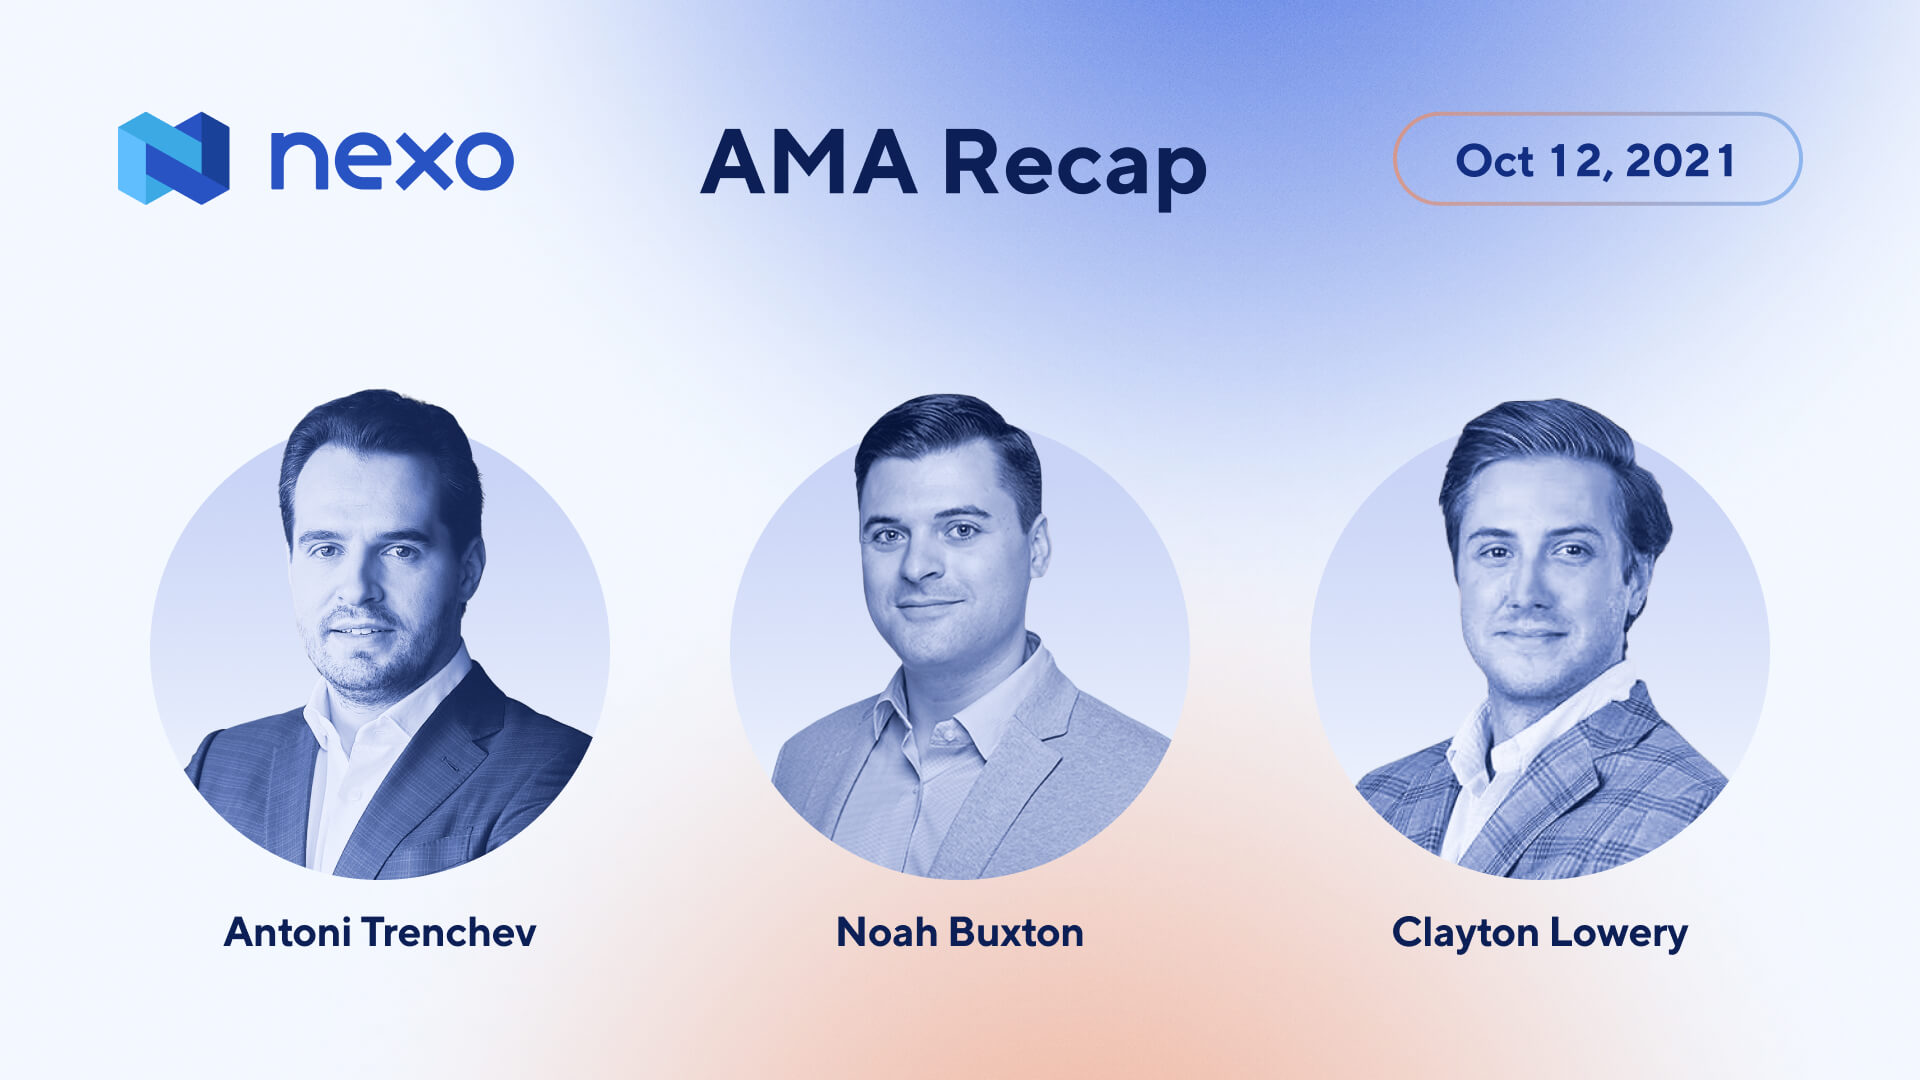 nexo
AMA Recap
Oct 12, 2021
Antoni Trenchev
Noah Buxton
Clayton Lowery